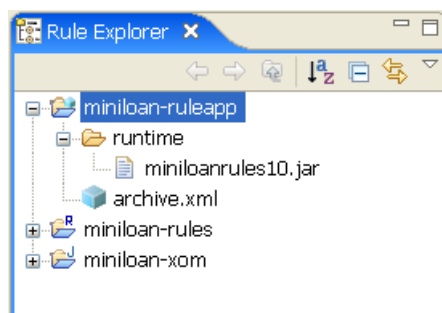 Rule Explorer
miniloan-ruleapp
runtime
miniloanrules10.jar
archive.xml
miniloan-rules
miniloan-xom